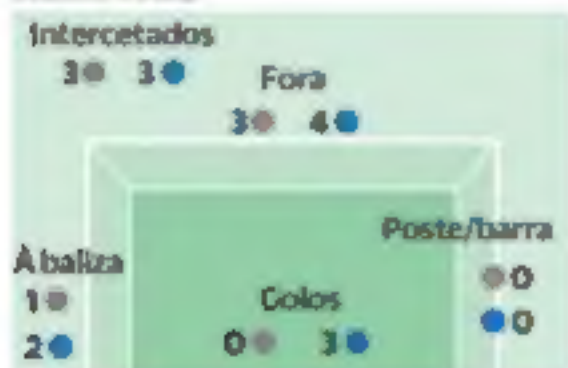 Intercetados
3 3
Fora
3 4
Poste/barra
0
0
À baliza
1
2
Golos
0 3